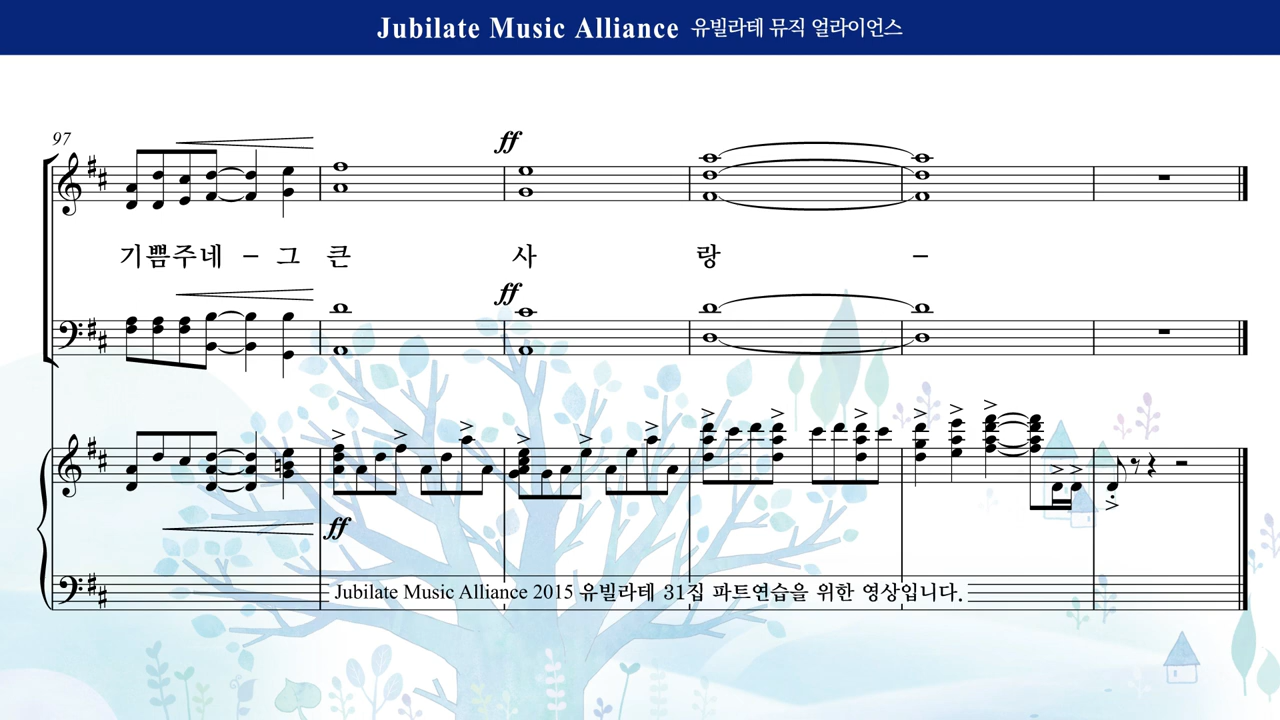 Jubilate Music Alliance 유빌라테 뮤직 얼라이언스
97
ff
기쁨주네 – 그 큰 사 랑 –
ff
ff
Jubilate Music Alliance 2015 유빌라테 31집 파트연습을 위한 영상입니다.